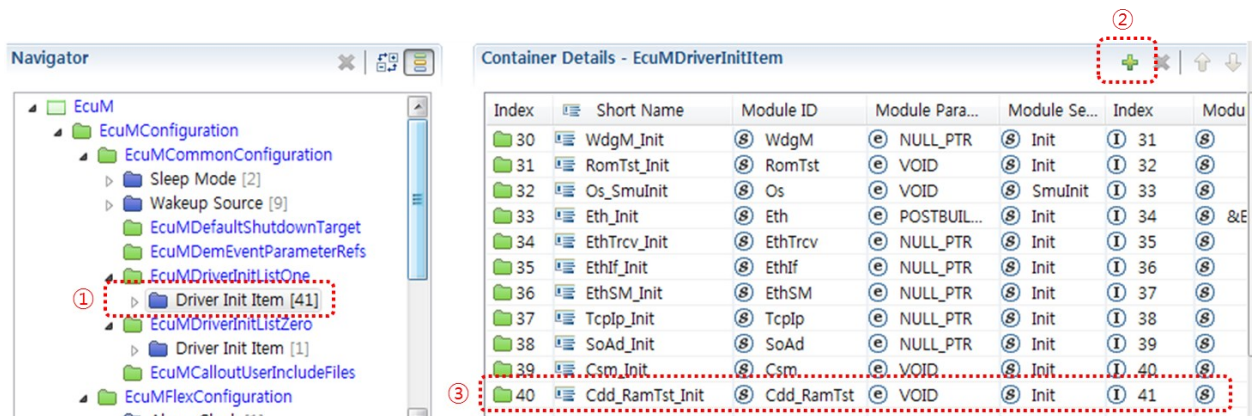 ②
Navigator
Container Details - EcuMDriverInitItem
EcuM
EcuMConfiguration
EcuMCommonConfiguration
Sleep Mode [2]
Wakeup Source [9]
EcuMDefaultShutdownTarget
EcuMDemEventParameterRefs
EcuMDriverInitListOne
① Driver Init Item [41]
EcuMDriverInitListZero
Driver Init Item [1]
EcuMCalloutUserIncludeFiles
EcuMFlexConfiguration
Index Short Name Module ID Module Para... Module Se... Index Modu
30 WdgM_Init WdgM NULL_PTR Init 31
31 RomTst_Init RomTst VOID Init 32
32 Os_SmuInit Os VOID SmuInit 33
33 Eth_Init Eth POSTBUIL... Init 34 &E
34 EthTrcv_Init EthTrcv NULL_PTR Init 35
35 EthIf_Init EthIf NULL_PTR Init 36
36 EthSM_Init EthSM NULL_PTR Init 37
37 TcpIp_Init TcpIp NULL_PTR Init 38
38 SoAd_Init SoAd NULL_PTR Init 39
39 Csm_Init Csm VOID Init 40
③ 40 Cdd_RamTst_Init Cdd_RamTst VOID Init 41